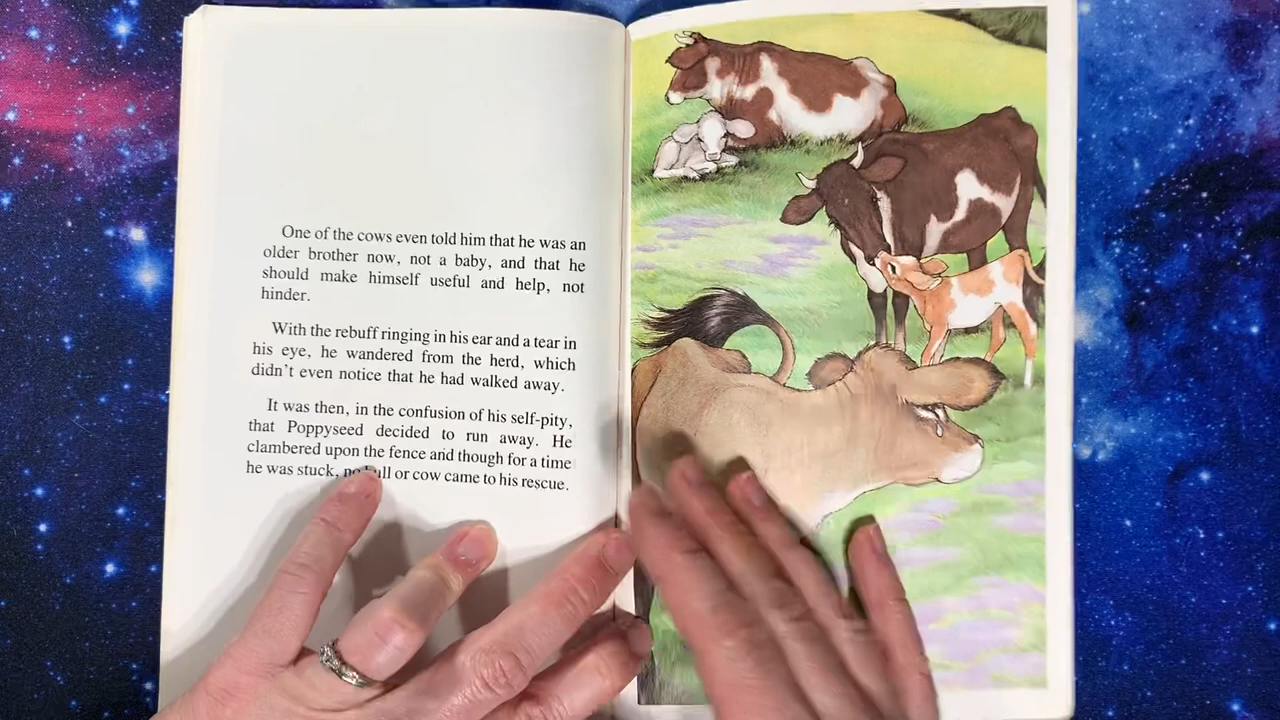 One of the cows even told him that he was an
older brother now, not a baby, and that he
should make himself useful and help, not
hinder.
With the rebuff ringing in his ear and a tear in
his eye, he wandered from the herd, which
didn't even notice that he had walked away.
It was then, in the confusion of his self-pity,
that Poppyseed decided to run away. He
clambered upon the fence and though for a time
he was stuck, no bull or cow came to his rescue.